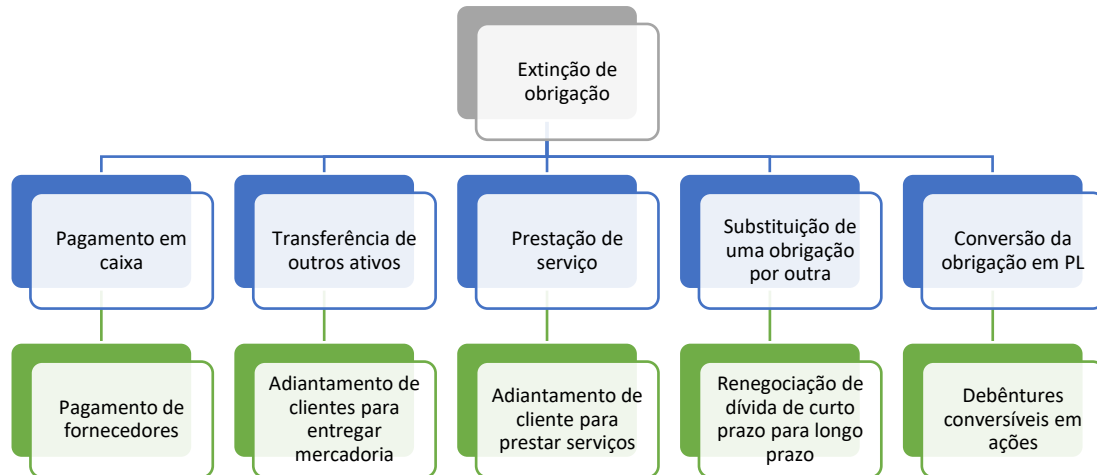 Extinção de
obrigação
Pagamento em
caixa
Transferência de
outros ativos
Prestação de
serviço
Substituição de
uma obrigação
por outra
Conversão da
obrigação em PL
Pagamento de
fornecedores
Adiantamento de
clientes para
entregar
mercadoria
Adiantamento de
cliente para
prestar serviços
Renegociação de
dívida de curto
prazo para longo
prazo
Debêntures
conversíveis em
ações